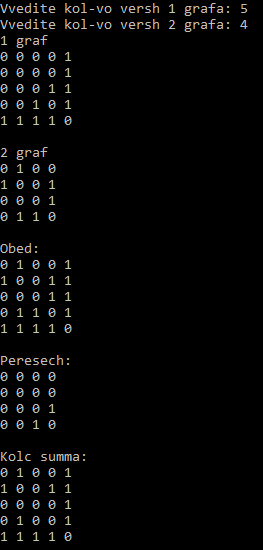 Vvedite kol-vo versh 1 grafa: 5
Vvedite kol-vo versh 2 grafa: 4
1 graf
0 0 0 0 1
0 0 0 0 1
0 0 0 1 1
0 0 1 0 1
1 1 1 1 0
2 graf
0 1 0 0
1 0 0 1
0 0 0 1
0 1 1 0
Obed:
0 1 0 0 1
1 0 0 1 1
0 0 0 1 1
0 1 1 0 1
1 1 1 1 0
Peresech:
0 0 0 0
0 0 0 0
0 0 0 1
0 0 1 0
Kolc summa:
0 1 0 0 1
1 0 0 1 1
0 0 0 0 1
0 1 0 0 1
1 1 1 1 0